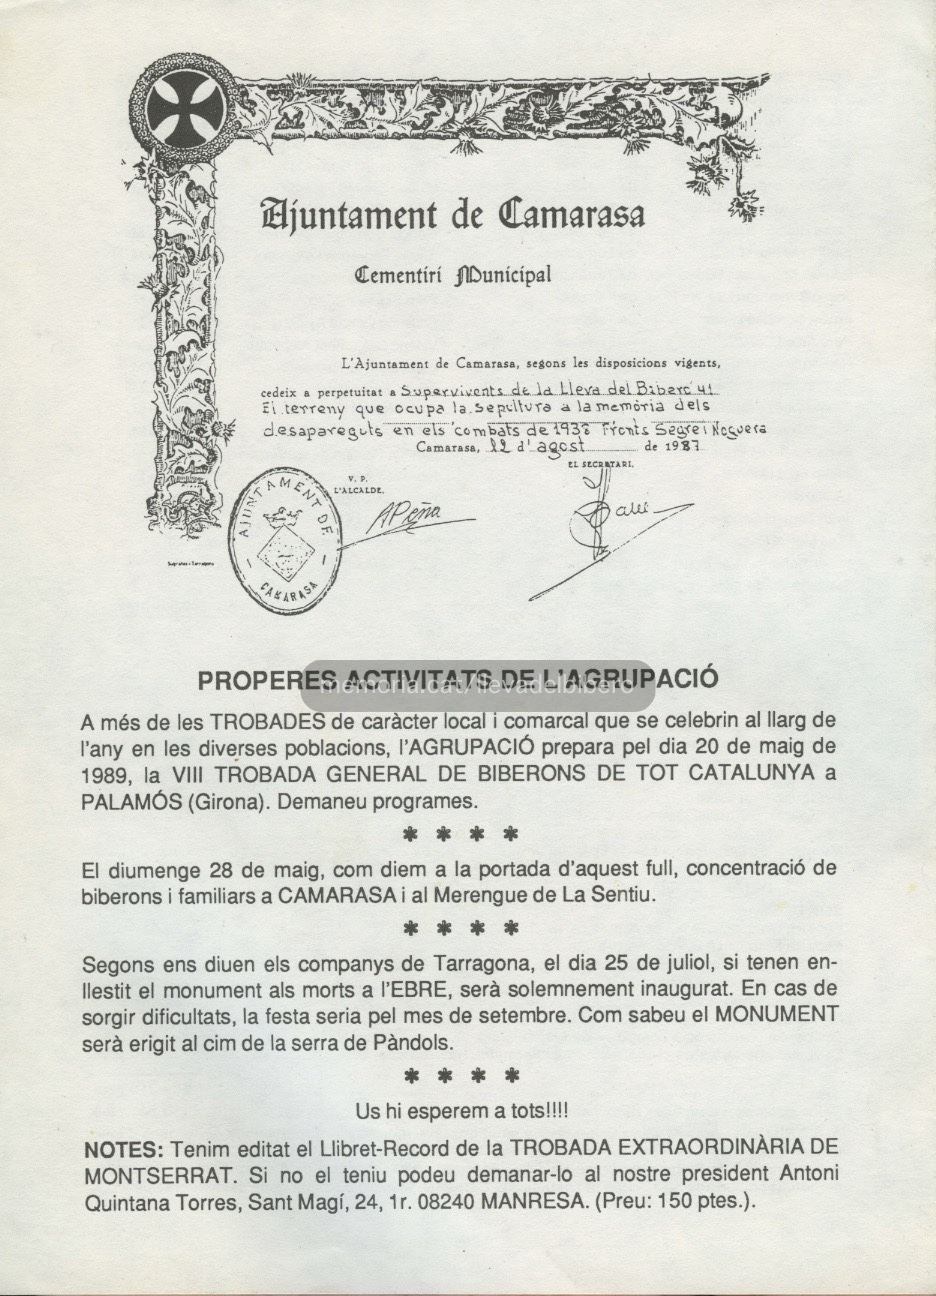 Ajuntament de Camarasa
Cementiri Municipal
L'Ajuntament de Camarasa, segons les disposicions vigents,
cedeix a perpetuitat a Supervivents de la Lleva del Biberó 41
El terreny que ocupa la sepultura a la memòria dels
desapareguts en els combats de 1938 Fronts Segre i Noguera
Camarasa, 12 d'agost de 1987
EL SECRETARI,
V. P.
L'ALCALDE,
APeña
AJUNTAMENT DE
CAMARASA
PROPERES ACTIVITATS DE L'AGRUPACIÓ
memoria.cat/llevadelbibero
A més de les TROBADES de caràcter local i comarcal que se celebrin al llarg de
l'any en les diverses poblacions, l'AGRUPACIÓ prepara pel dia 20 de maig de
1989, la VIII TROBADA GENERAL DE BIBERONS DE TOT CATALUNYA a
PALAMÓS (Girona). Demaneu programes.
* * * *
El diumenge 28 de maig, com diem a la portada d'aquest full, concentració de
biberons i familiars a CAMARASA i al Merengue de La Sentiu.
* * * *
Segons ens diuen els companys de Tarragona, el dia 25 de juliol, si tenen en-
llestit el monument als morts a l'EBRE, serà solemnement inaugurat. En cas de
sorgir dificultats, la festa seria pel mes de setembre. Com sabeu el MONUMENT
serà erigit al cim de la serra de Pàndols.
* * * *
Us hi esperem a tots!!!!
NOTES: Tenim editat el Llibret-Record de la TROBADA EXTRAORDINÀRIA DE
MONTSERRAT. Si no el teniu podeu demanar-lo al nostre president Antoni
Quintana Torres, Sant Magí, 24, 1r. 08240 MANRESA. (Preu: 150 ptes.).